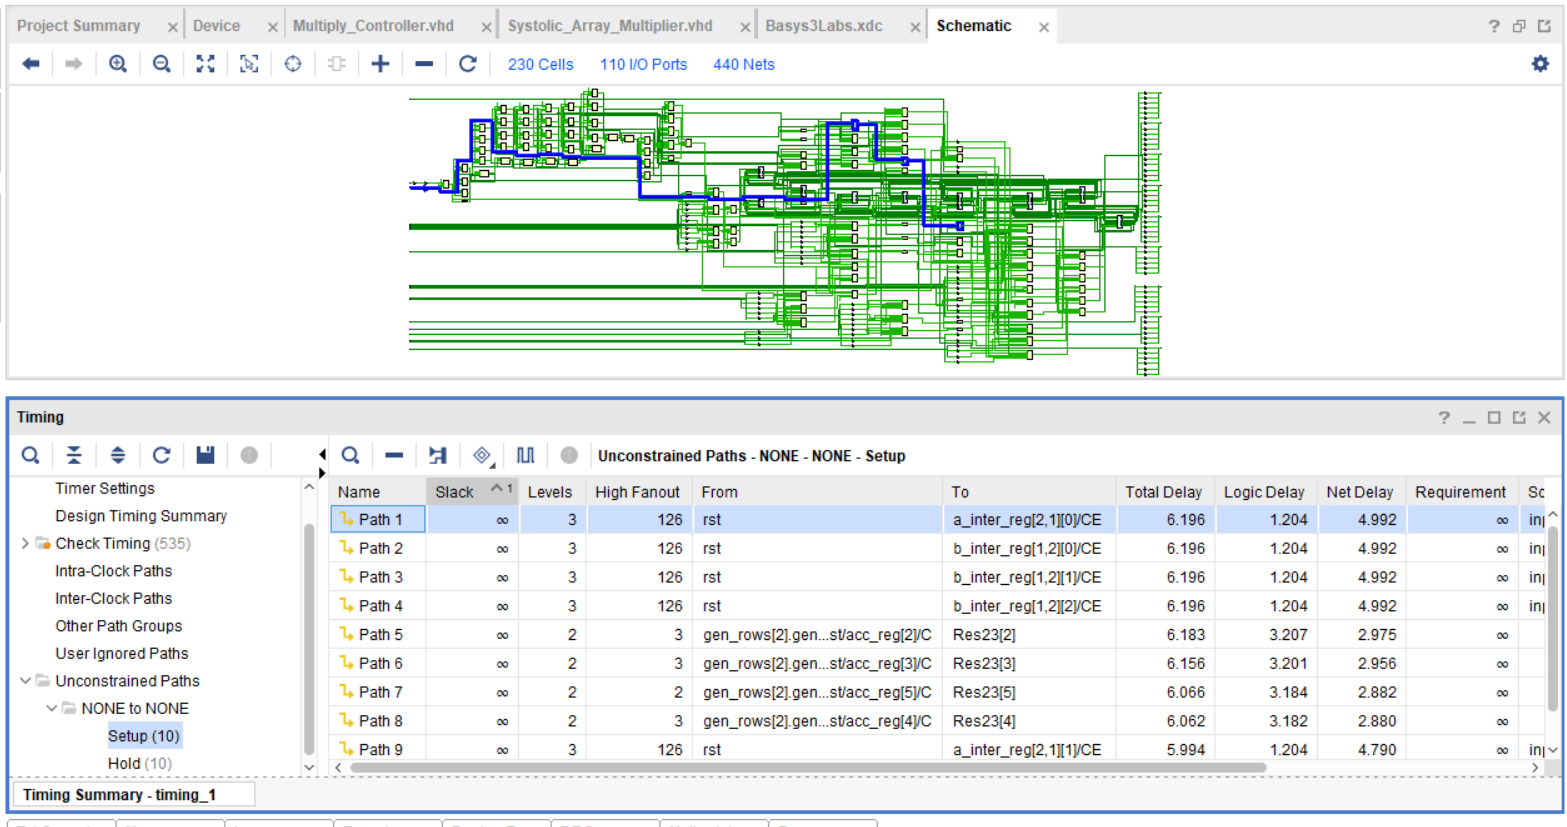 Project Summary × Device × Multiply_Controller.vhd × Systolic_Array_Multiplier.vhd × Basys3Labs.xdc × Schematic × ?
230 Cells 110 I/O Ports 440 Nets
Timing ?
Unconstrained Paths - NONE - NONE - Setup
Timer Settings
Design Timing Summary
Check Timing (535)
Intra-Clock Paths
Inter-Clock Paths
Other Path Groups
User Ignored Paths
Unconstrained Paths
NONE to NONE
Setup (10)
Hold (10)
Name Slack ^1 Levels High Fanout From To Total Delay Logic Delay Net Delay Requirement Sc
Path 1 ∞ 3 126 rst a_inter_reg[2,1][0]/CE 6.196 1.204 4.992 ∞ inp
Path 2 ∞ 3 126 rst b_inter_reg[1,2][0]/CE 6.196 1.204 4.992 ∞ inp
Path 3 ∞ 3 126 rst b_inter_reg[1,2][1]/CE 6.196 1.204 4.992 ∞ inp
Path 4 ∞ 3 126 rst b_inter_reg[1,2][2]/CE 6.196 1.204 4.992 ∞ inp
Path 5 ∞ 2 3 gen_rows[2].gen...st/acc_reg[2]/C Res23[2] 6.183 3.207 2.975 ∞
Path 6 ∞ 2 3 gen_rows[2].gen...st/acc_reg[3]/C Res23[3] 6.156 3.201 2.956 ∞
Path 7 ∞ 2 2 gen_rows[2].gen...st/acc_reg[5]/C Res23[5] 6.066 3.184 2.882 ∞
Path 8 ∞ 2 3 gen_rows[2].gen...st/acc_reg[4]/C Res23[4] 6.062 3.182 2.880 ∞
Path 9 ∞ 3 126 rst a_inter_reg[2,1][1]/CE 5.994 1.204 4.790 ∞ inp
Timing Summary - timing_1